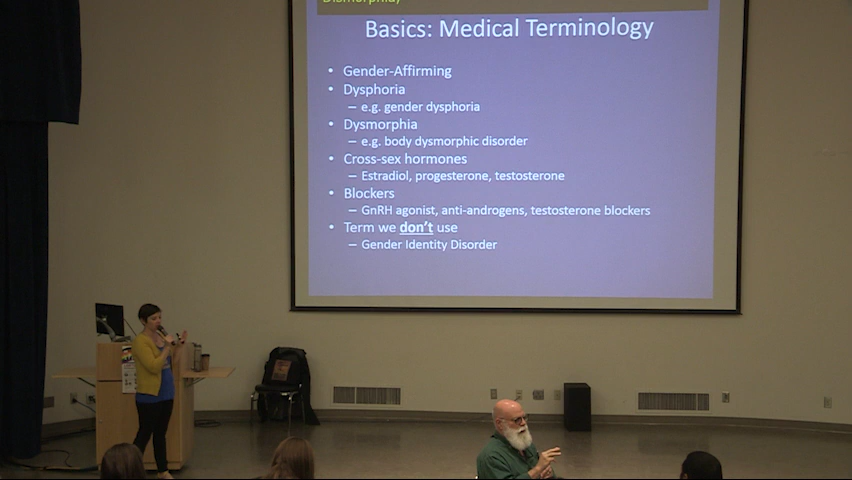 Basics: Medical Terminology
• Gender-Affirming
• Dysphoria
– e.g. gender dysphoria
• Dysmorphia
– e.g. body dysmorphic disorder
• Cross-sex hormones
– Estradiol, progesterone, testosterone
• Blockers
– GnRH agonist, anti-androgens, testosterone blockers
• Term we don't use
– Gender Identity Disorder